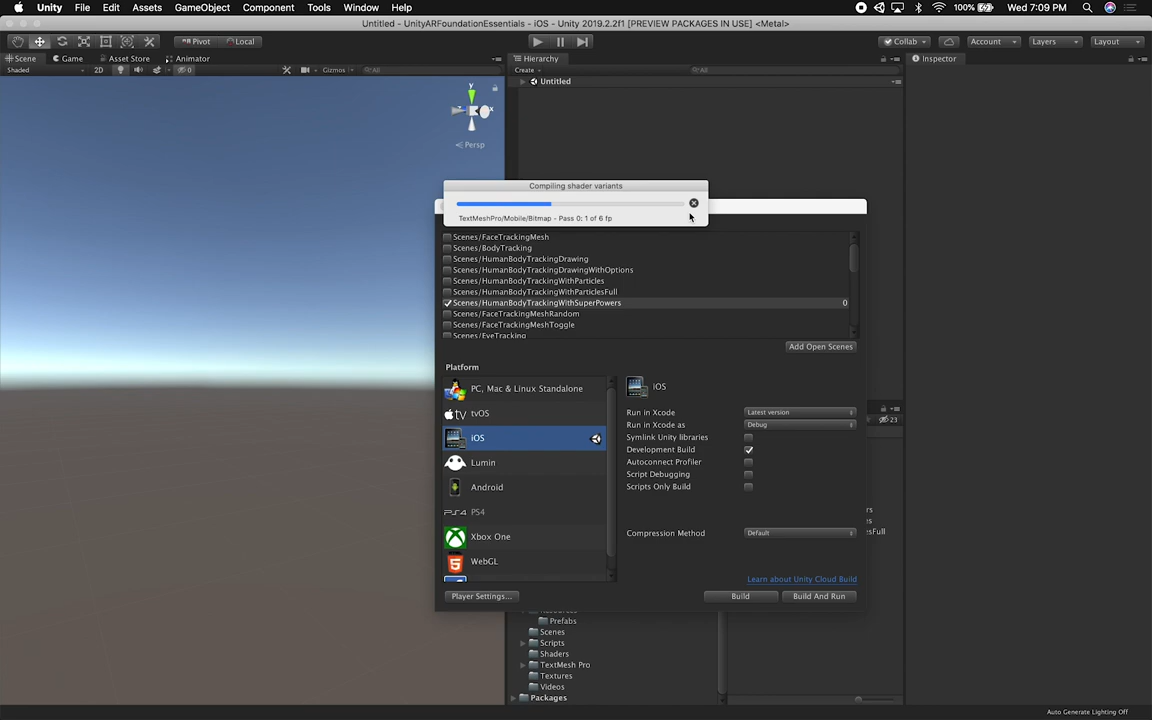 Unity File Edit Assets GameObject Component Tools Window Help 100% Wed 7:09 PM
Untitled - UnityARFoundationEssentials - iOS - Unity 2019.2.2f1 [PREVIEW PACKAGES IN USE] <Metal>
Pivot Local Collab Account Layers Layout
Scene Game Asset Store Animator Hierarchy Inspector
Shaded 2D 0 Gizmos All Create All
Untitled
y
x
Persp
Compiling shader variants
TextMeshPro/Mobile/Bitmap - Pass 0: 1 of 6 fp
Scenes/FaceTrackingMesh
Scenes/BodyTracking
Scenes/HumanBodyTrackingDrawing
Scenes/HumanBodyTrackingDrawingWithOptions
Scenes/HumanBodyTrackingWithParticles
Scenes/HumanBodyTrackingWithParticlesFull
Scenes/HumanBodyTrackingWithSuperPowers 0
Scenes/FaceTrackingMeshRandom
Scenes/FaceTrackingMeshToggle
Scenes/EyeTracking
Add Open Scenes
Platform
PC, Mac & Linux Standalone
tvOS
iOS
Lumin
Android
PS4
Xbox One
WebGL
iOS
Run in Xcode Latest version
Run in Xcode as Debug
Symlink Unity libraries
Development Build
Autoconnect Profiler
Script Debugging
Scripts Only Build
Compression Method Default
Learn about Unity Cloud Build
Player Settings... Build Build And Run
23
rs
es
esFull
Prefabs
Scenes
Scripts
Shaders
TextMesh Pro
Textures
Videos
Packages
Auto Generate Lighting Off